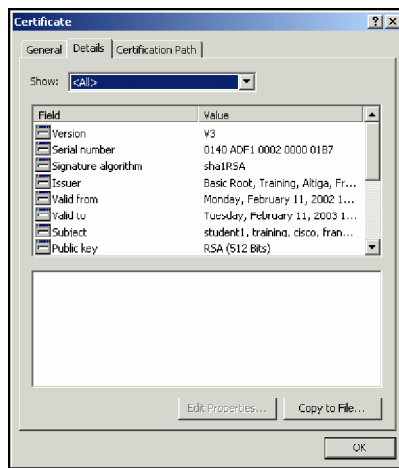 Certificate
General Details Certification Path
Show: <All>
Field Value
Version V3
Serial number 0140 ADF1 0002 0000 01B7
Signature algorithm sha1RSA
Issuer Basic Root, Training, Altiga, Fr...
Valid from Monday, February 11, 2002 1...
Valid to Tuesday, February 11, 2003 1...
Subject student1, training, cisco, fran...
Public key RSA (512 Bits)
Edit Properties... Copy to File...
OK